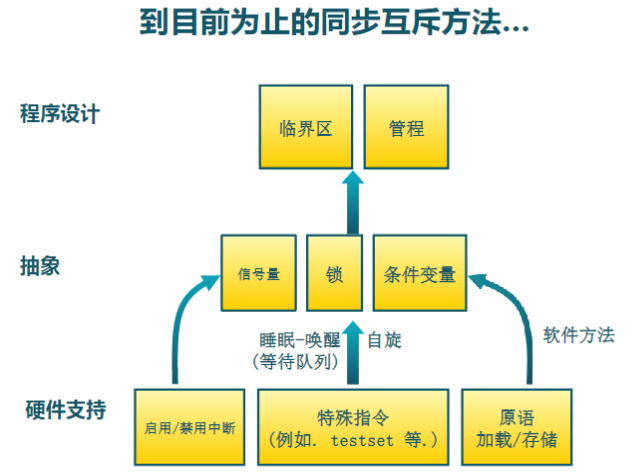 到目前为止的同步互斥方法...
程序设计
临界区
管程
抽象
信号量
锁
条件变量
睡眠-唤醒
(等待队列)
自旋
软件方法
硬件支持
启用/禁用中断
特殊指令
(例如. testset 等.)
原语
加载/存储